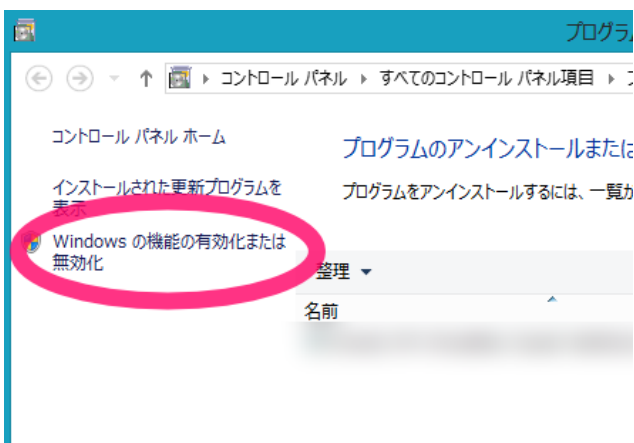 プログラム
コントロール パネル ▸ すべてのコントロール パネル項目 ▸
コントロール パネル ホーム
インストールされた更新プログラムを
表示
Windows の機能の有効化または
無効化
プログラムのアンインストールまたは
プログラムをアンインストールするには、一覧か
整理
名前